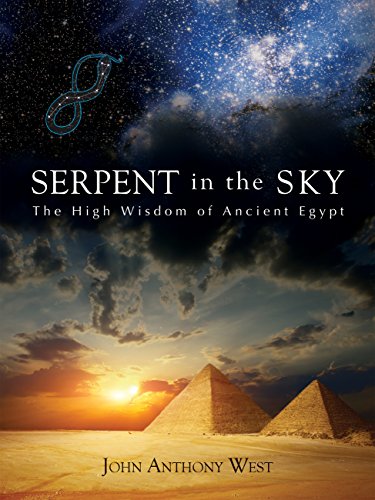 SERPENT in the SKY
The High Wisdom of Ancient Egypt
JOHN ANTHONY WEST